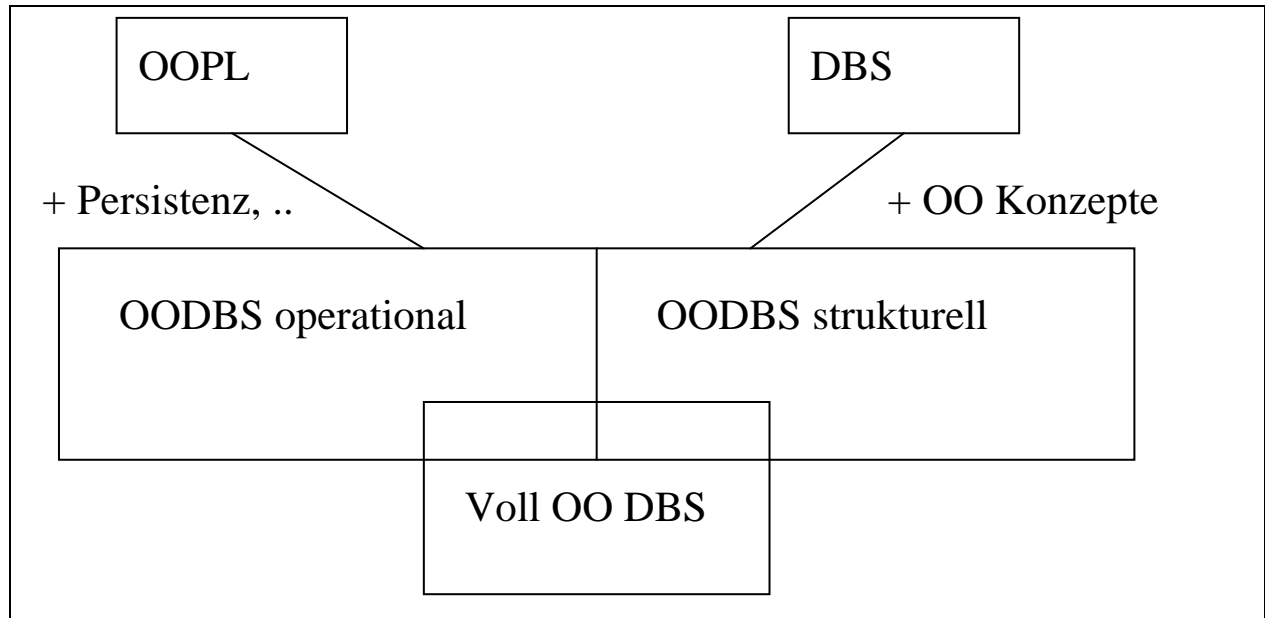 OOPL
DBS
+ Persistenz, ..
+ OO Konzepte
OODBS operational
OODBS strukturell
Voll OO DBS